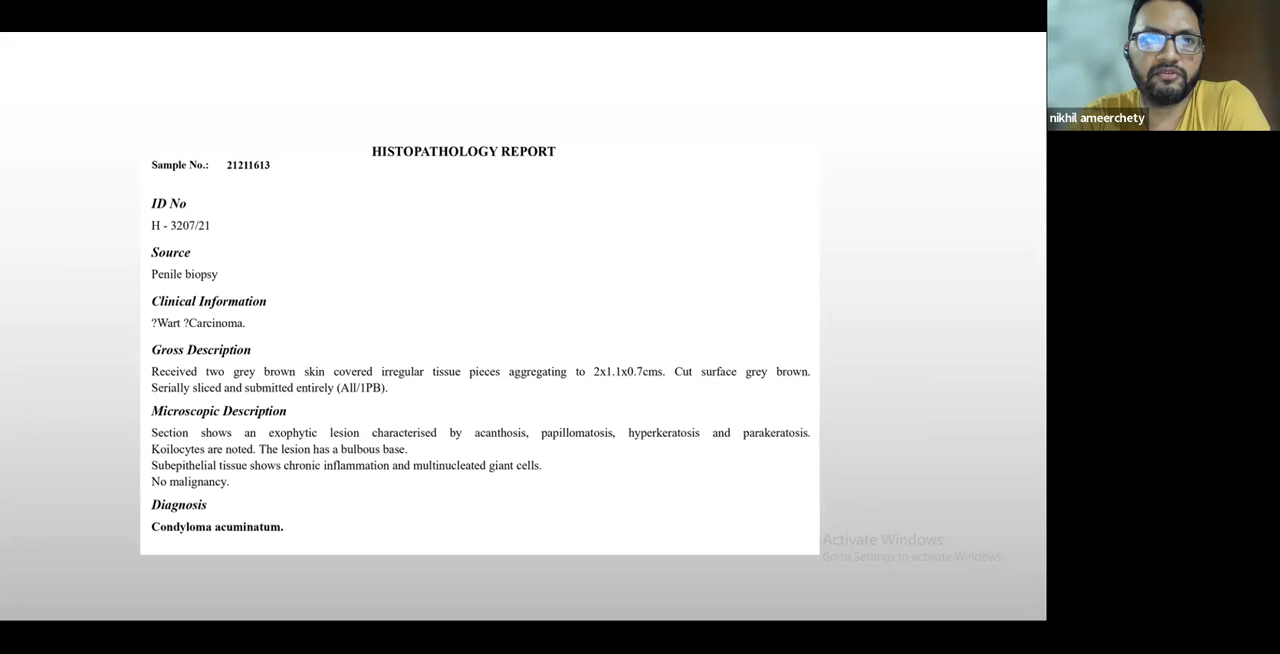 HISTOPATHOLOGY REPORT
Sample No.: 21211613
ID No
H - 3207/21
Source
Penile biopsy
Clinical Information
?Wart ?Carcinoma.
Gross Description
Received two grey brown skin covered irregular tissue pieces aggregating to 2x1.1x0.7cms. Cut surface grey brown.
Serially sliced and submitted entirely (All/1PB).
Microscopic Description
Section shows an exophytic lesion characterised by acanthosis, papillomatosis, hyperkeratosis and parakeratosis.
Koilocytes are noted. The lesion has a bulbous base.
Subepithelial tissue shows chronic inflammation and multinucleated giant cells.
No malignancy.
Diagnosis
Condyloma acuminatum.
Activate Windows
Go to Settings to activate Windows.
nikhil ameerchety